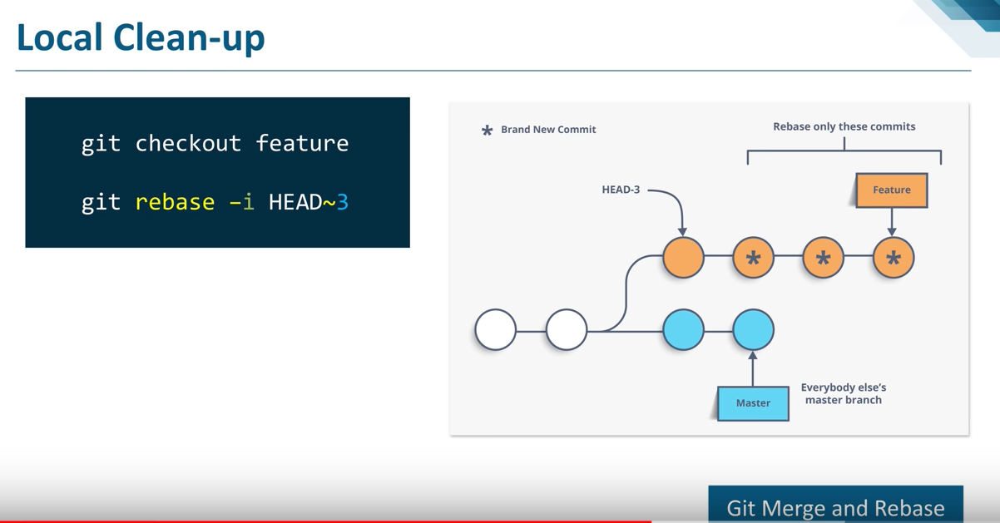 Local Clean-up
git checkout feature
git rebase –i HEAD~3
* Brand New Commit
Rebase only these commits
HEAD-3
Feature
* * *
Master
Everybody else’s
master branch
Git Merge and Rebase